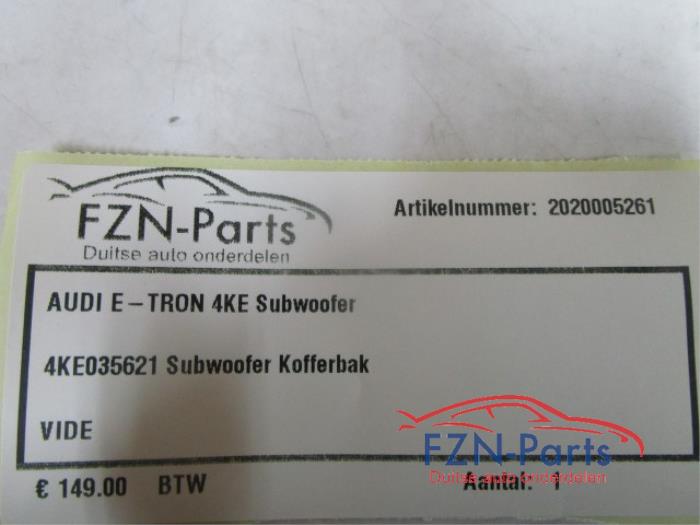 FZN-Parts
Duitse auto onderdelen
Artikelnummer: 2020005261
AUDI E-TRON 4KE Subwoofer
4KE035621 Subwoofer Kofferbak
VIDE
€ 149.00 BTW
Aantal: 1
FZN-Parts
Duitse auto onderdelen